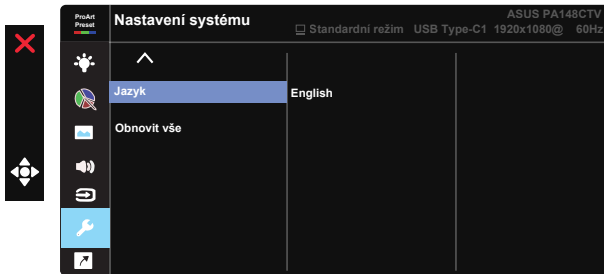 ProArt
Preset
Nastavení systému
ASUS PA148CTV
Standardní režim USB Type-C1 1920x1080@ 60Hz
Jazyk
English
Obnovit vše